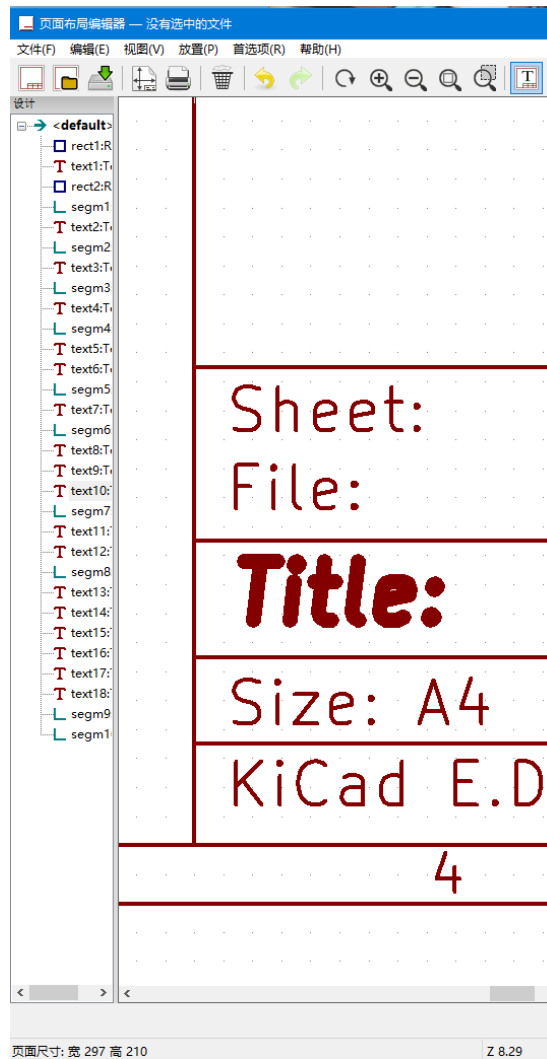 页面布局编辑器 — 没有选中的文件
文件(F) 编辑(E) 视图(V) 放置(P) 首选项(R) 帮助(H)
设计
<default>
rect1:R
text1:T
rect2:R
segm1
text2:T
segm2
text3:T
segm3
text4:T
segm4
text5:T
text6:T
segm5
text7:T
segm6
text8:T
text9:T
text10:
segm7
text11:
text12:
segm8
text13:
text14:
text15:
text16:
text17:
text18:
segm9
segm1
Sheet:
File:
Title:
Size: A4
KiCad E.D
4
页面尺寸: 宽 297 高 210
Z 8.29